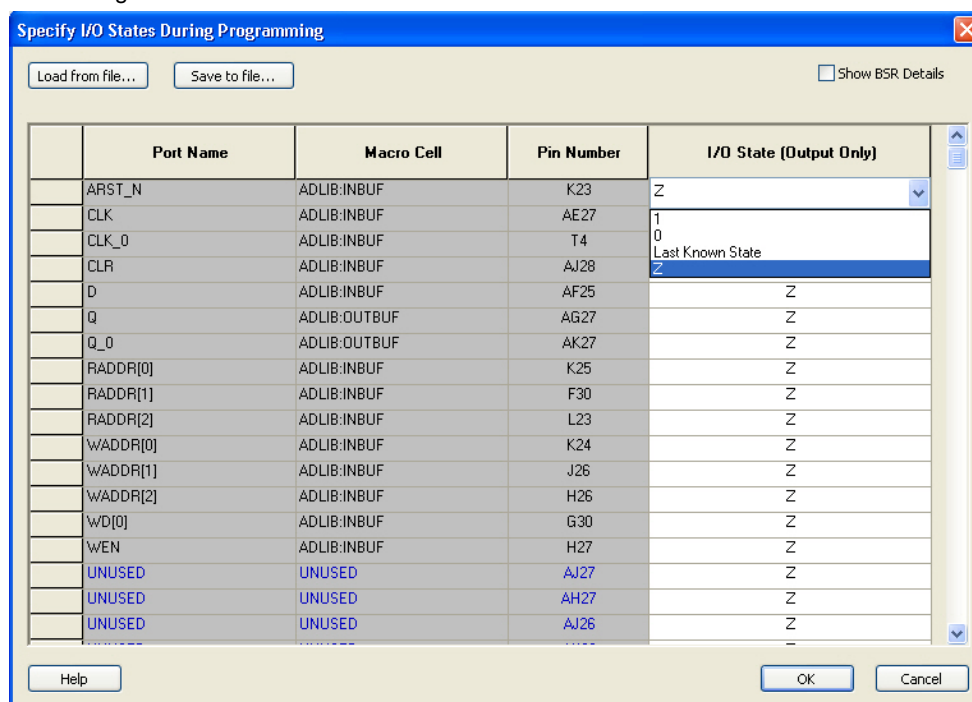 Specify I/O States During Programming
Load from file... Save to file... Show BSR Details
Port Name Macro Cell Pin Number I/O State (Output Only)
ARST_N ADLIB:INBUF K23 Z
CLK ADLIB:INBUF AE27 1
CLK_0 ADLIB:INBUF T4 0
Last Known State
CLR ADLIB:INBUF AJ28 Z
D ADLIB:INBUF AF25 Z
Q ADLIB:OUTBUF AG27 Z
Q_0 ADLIB:OUTBUF AK27 Z
RADDR[0] ADLIB:INBUF K25 Z
RADDR[1] ADLIB:INBUF F30 Z
RADDR[2] ADLIB:INBUF L23 Z
WADDR[0] ADLIB:INBUF K24 Z
WADDR[1] ADLIB:INBUF J26 Z
WADDR[2] ADLIB:INBUF H26 Z
WD[0] ADLIB:INBUF G30 Z
WEN ADLIB:INBUF H27 Z
UNUSED UNUSED AJ27 Z
UNUSED UNUSED AH27 Z
UNUSED UNUSED AJ26 Z
Help OK Cancel